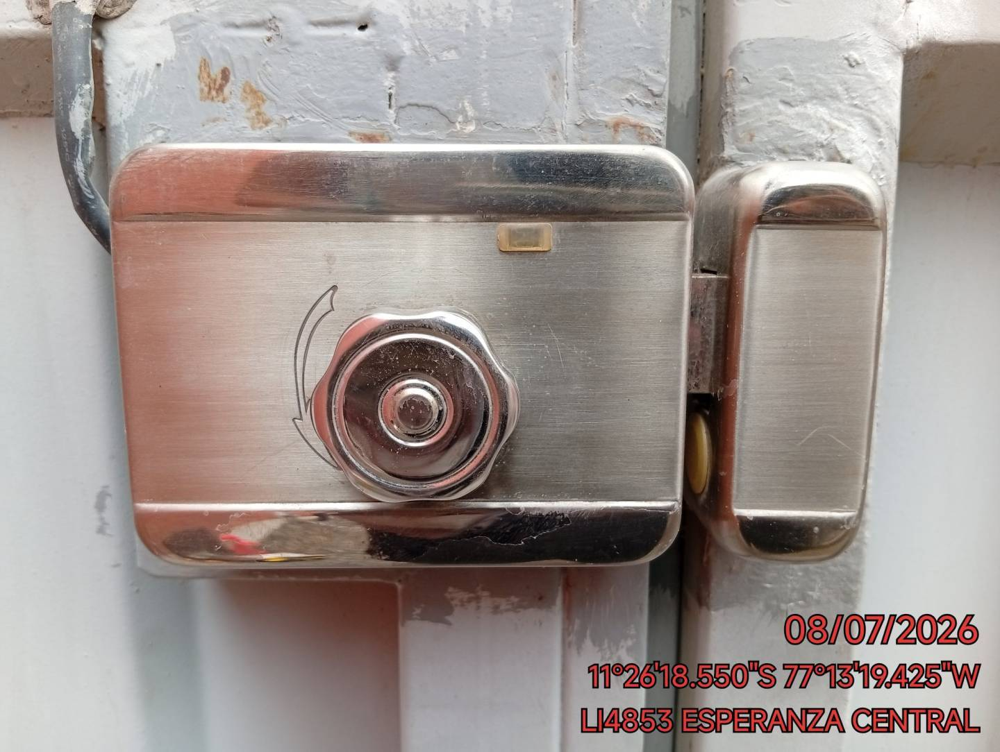 08/07/2026
11°26'18.550"S 77°13'19.425"W
LI4853 ESPERANZA CENTRAL